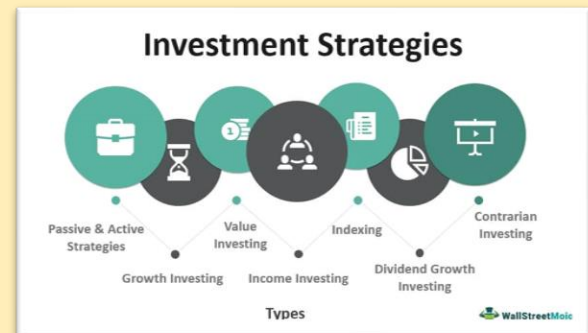 Investment Strategies
1
Passive & Active
Strategies
Growth Investing
Value
Investing
Income Investing
Indexing
Dividend Growth
Investing
Contrarian
Investing
Types
WallStreetMojo